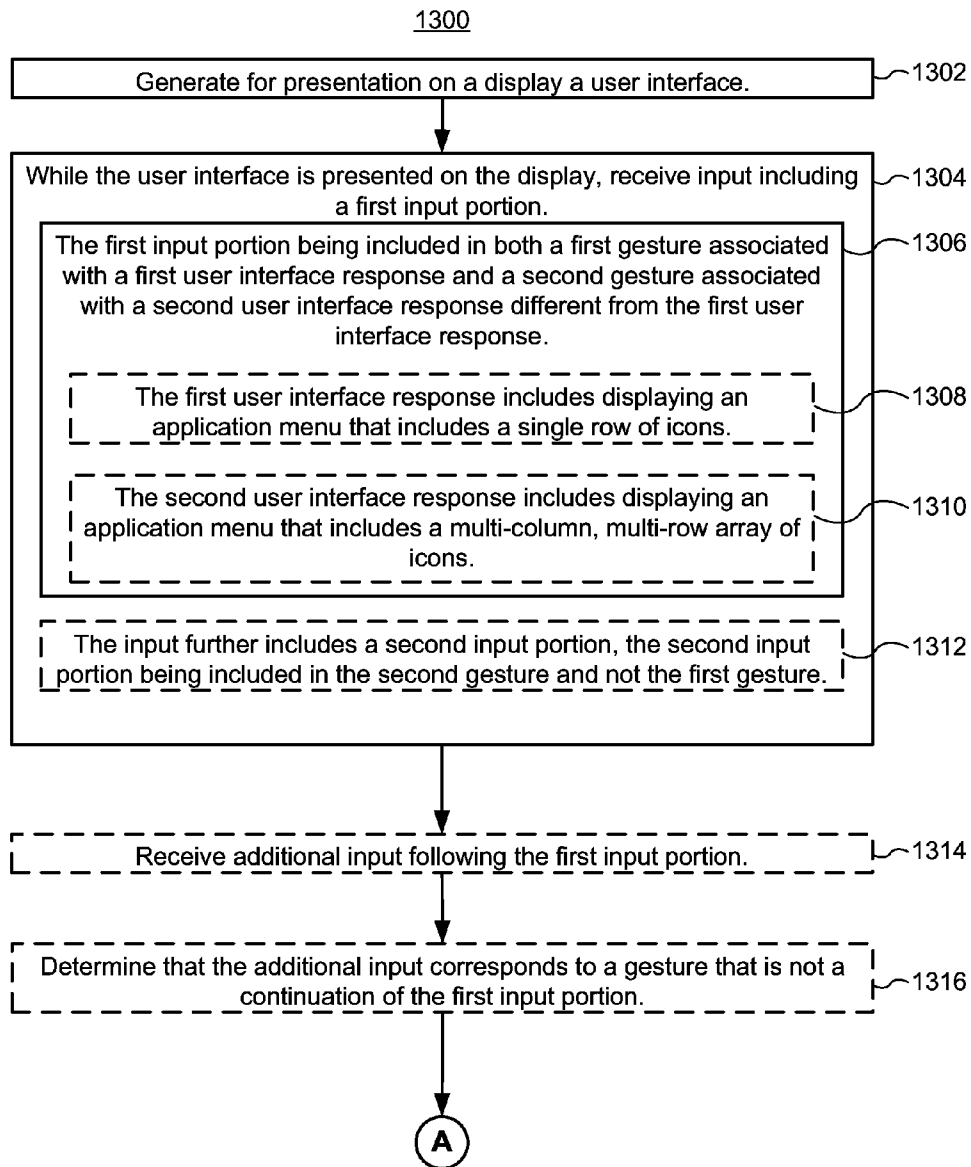 1300
Generate for presentation on a display a user interface.
1302
While the user interface is presented on the display, receive input including
a first input portion.
1304
The first input portion being included in both a first gesture associated
with a first user interface response and a second gesture associated
with a second user interface response different from the first user
interface response.
1306
The first user interface response includes displaying an
application menu that includes a single row of icons.
1308
The second user interface response includes displaying an
application menu that includes a multi-column, multi-row array of
icons.
1310
The input further includes a second input portion, the second input
portion being included in the second gesture and not the first gesture.
1312
Receive additional input following the first input portion.
1314
Determine that the additional input corresponds to a gesture that is not a
continuation of the first input portion.
1316
A